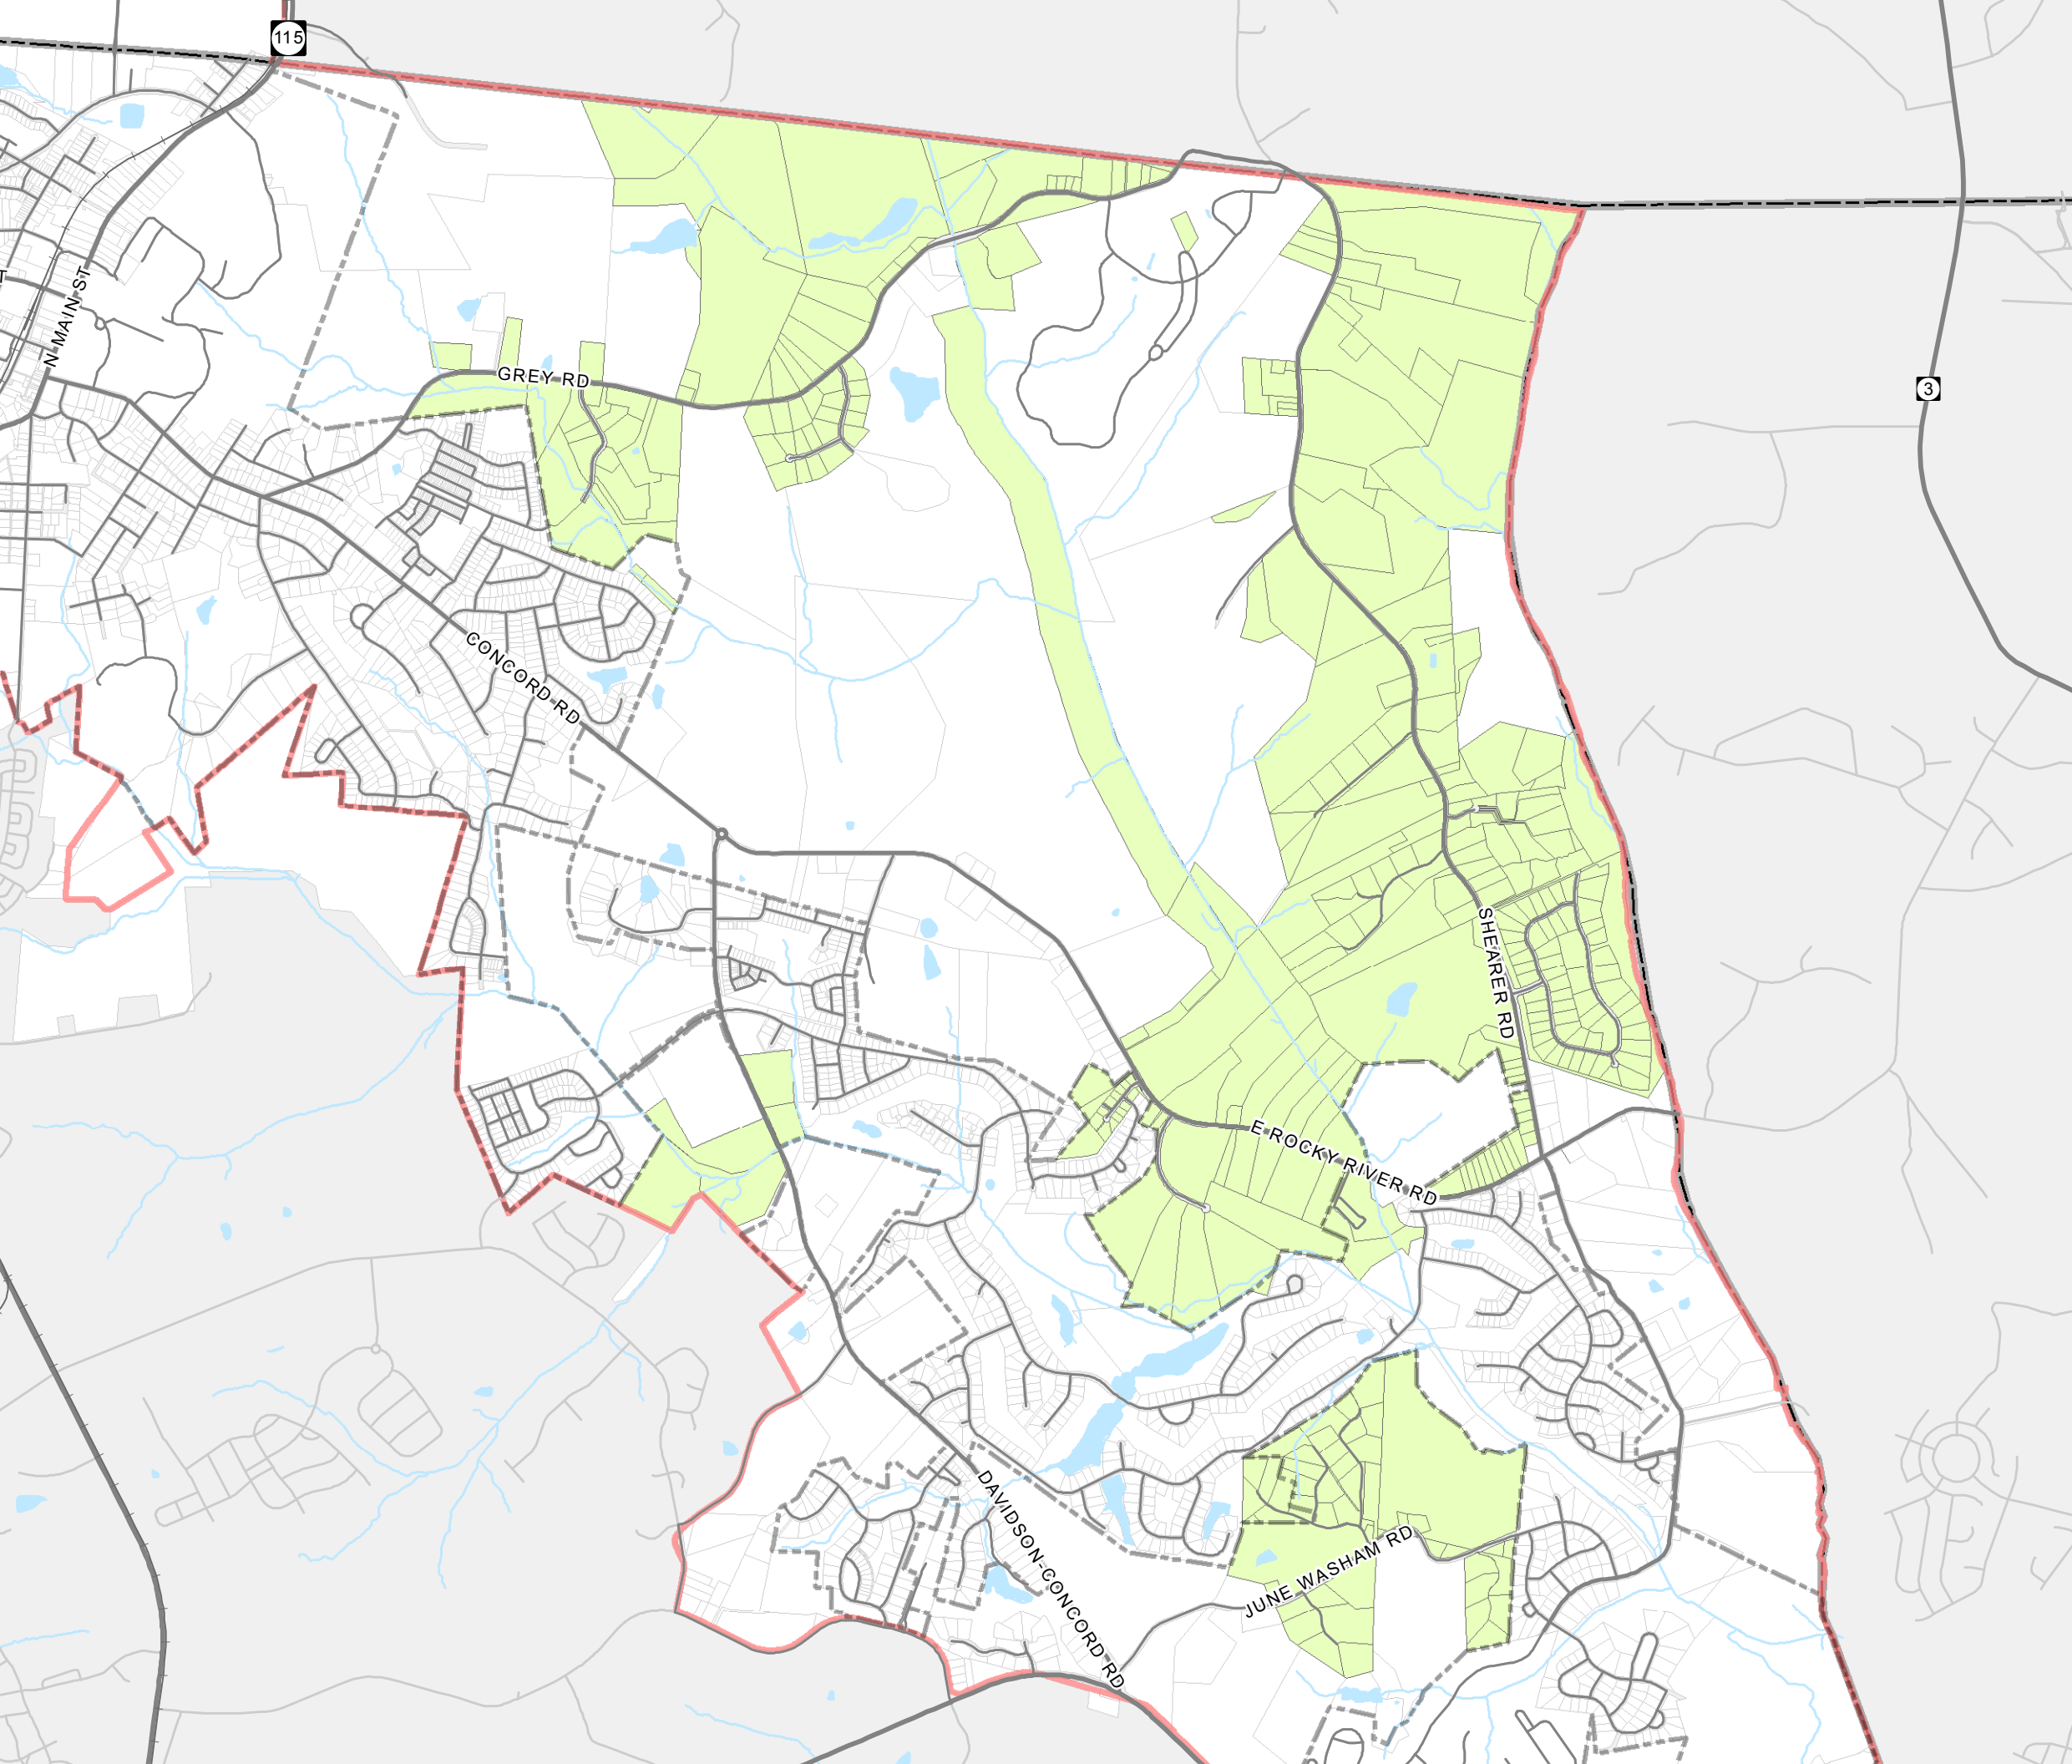 115
N MAIN ST
T
GREY RD
3
CONCORD RD
SHEARER RD
E ROCKY RIVER RD
DAVIDSON-CONCORD RD
JUNE WASHAM RD